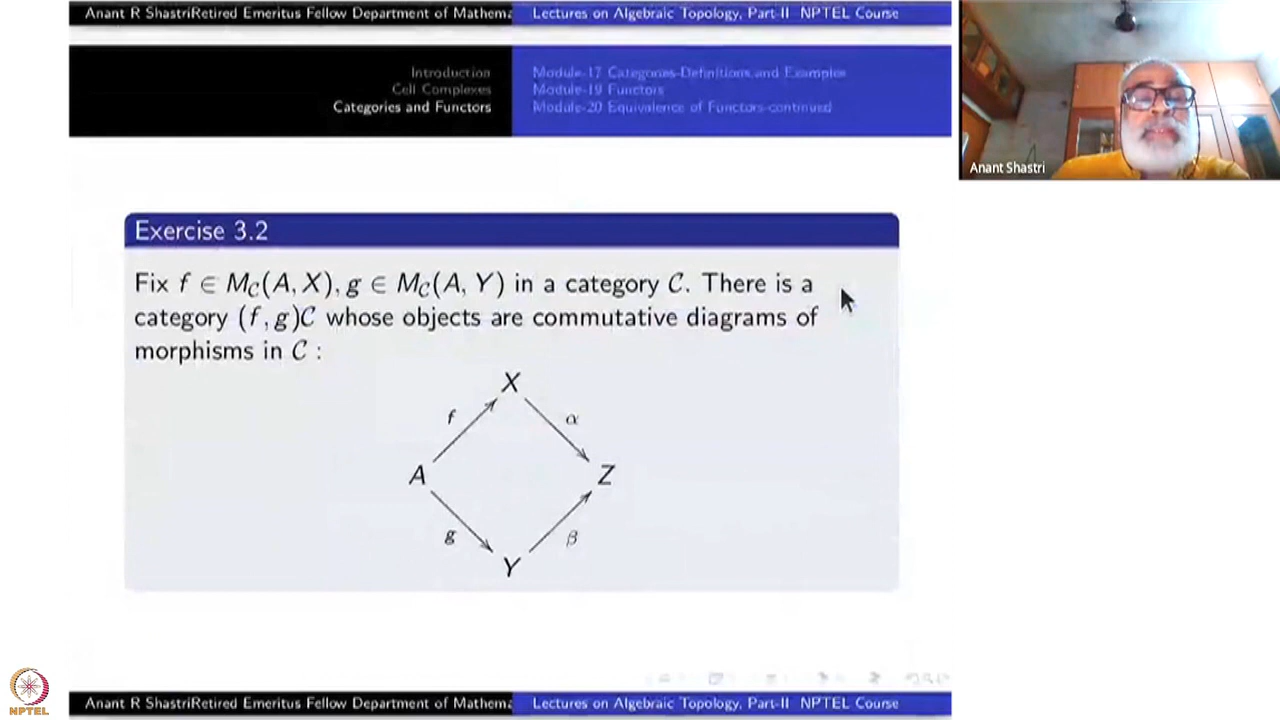 Anant R ShastriRetired Emeritus Fellow Department of Mathema
Lectures on Algebraic Topology, Part-II NPTEL Course
Introduction
Cell Complexes
Categories and Functors
Module-17 Categories-Definitions and Examples
Module-19 Functors
Module-20 Equivalence of Functors-continued
Anant Shastri
Exercise 3.2
Fix f ∈ M_C(A, X), g ∈ M_C(A, Y) in a category C. There is a
category (f, g)C whose objects are commutative diagrams of
morphisms in C :
X
f α
A Z
g β
Y
NPTEL
Anant R ShastriRetired Emeritus Fellow Department of Mathema
Lectures on Algebraic Topology, Part-II NPTEL Course